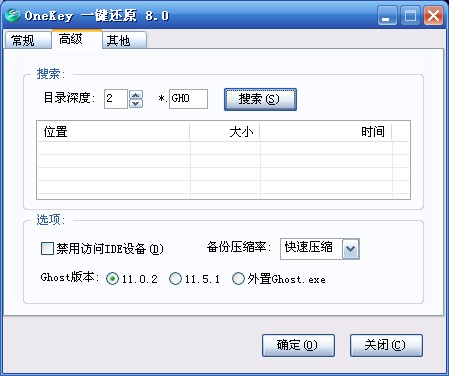 OneKey 一键还原 8.0
常规 高级 其他
搜索:
目录深度: 2 *. GHO 搜索(S)
位置 大小 时间
选项:
禁用访问IDE设备(D) 备份压缩率: 快速压缩
Ghost版本: 11.0.2 11.5.1 外置Ghost.exe
确定(O) 关闭(C)